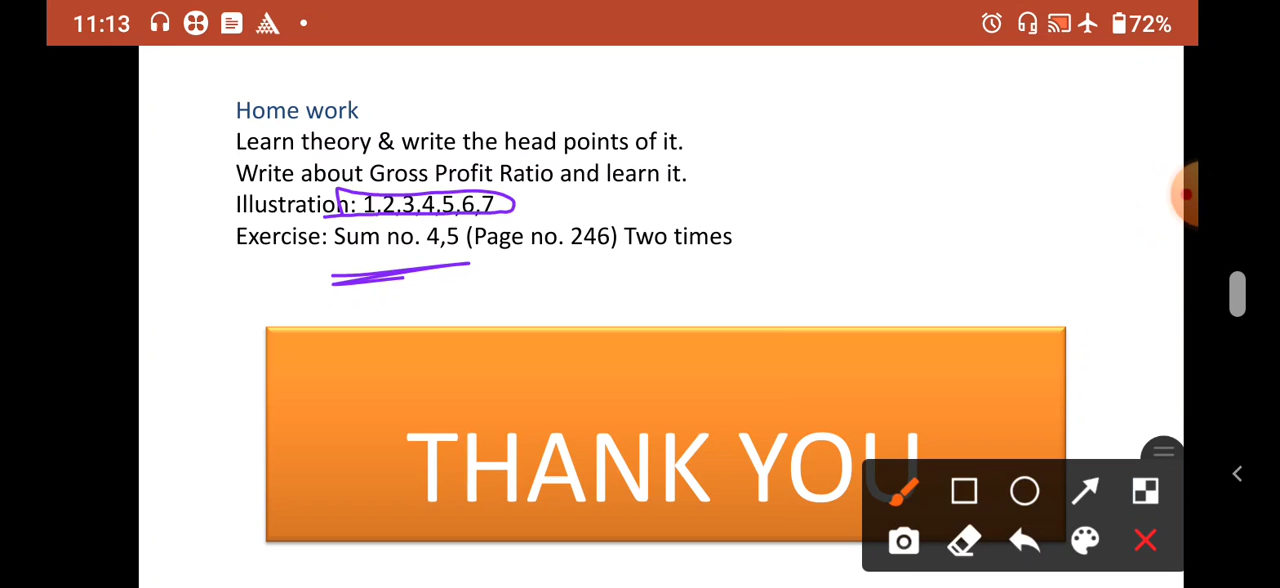 11:13
72%
Home work
Learn theory & write the head points of it.
Write about Gross Profit Ratio and learn it.
Illustration: 1,2,3,4,5,6,7
Exercise: Sum no. 4,5 (Page no. 246) Two times
THANK YOU